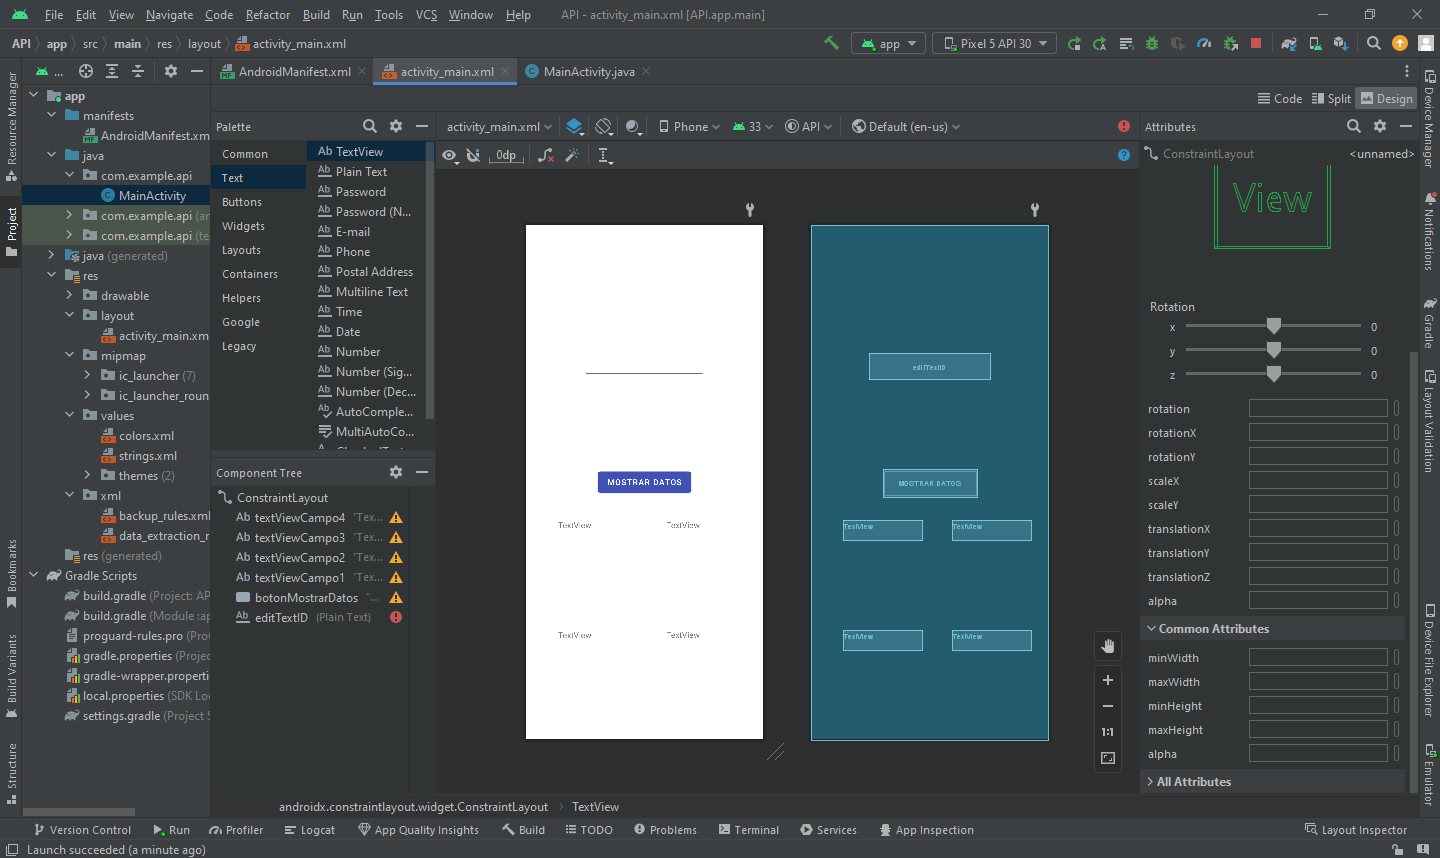 File Edit View Navigate Code Refactor Build Run Tools VCS Window Help API - activity_main.xml [API.app.main]
API app src main res layout activity_main.xml
app Pixel 5 API 30
...
AndroidManifest.xml activity_main.xml MainActivity.java
Code Split Design
Resource Manager
Project
Bookmarks
Build Variants
Structure
app
manifests
AndroidManifest.xm
java
com.example.api
MainActivity
com.example.api (an
com.example.api (te
java (generated)
res
drawable
layout
activity_main.xm
mipmap
ic_launcher (7)
ic_launcher_roun
values
colors.xml
strings.xml
themes (2)
xml
backup_rules.xml
data_extraction_r
res (generated)
Gradle Scripts
build.gradle (Project: AP
build.gradle (Module :ap
proguard-rules.pro (ProG
gradle.properties (Projec
gradle-wrapper.properti
local.properties (SDK Loc
settings.gradle (Project S
Palette
Common
Text
Buttons
Widgets
Layouts
Containers
Helpers
Google
Legacy
Ab TextView
Ab Plain Text
Ab Password
Ab Password (N...
Ab E-mail
Ab Phone
Ab Postal Address
Ab Multiline Text
Ab Time
Ab Date
Ab Number
Ab Number (Sig...
Ab Number (Dec...
Ab AutoComple...
MultiAutoCo...
Component Tree
ConstraintLayout
Ab textViewCampo4 "Tex...
Ab textViewCampo3 "Tex...
Ab textViewCampo2 "Tex...
Ab textViewCampo1 "Tex...
botonMostrarDatos "...
Ab editTextID (Plain Text)
activity_main.xml Phone 33 API Default (en-us)
0dp
MOSTRAR DATOS
TextView TextView
TextView TextView
editTextID
MOSTRAR DATOS
TextView TextView
TextView TextView
1:1
Attributes
ConstraintLayout <unnamed>
View
Rotation
x 0
y 0
z 0
rotation
rotationX
rotationY
scaleX
scaleY
translationX
translationY
translationZ
alpha
Common Attributes
minWidth
maxWidth
minHeight
maxHeight
alpha
All Attributes
Device Manager
Notifications
Gradle
Layout Validation
Device File Explorer
Emulator
androidx.constraintlayout.widget.ConstraintLayout TextView
Version Control Run Profiler Logcat App Quality Insights Build TODO Problems Terminal Services App Inspection Layout Inspector
Launch succeeded (a minute ago)